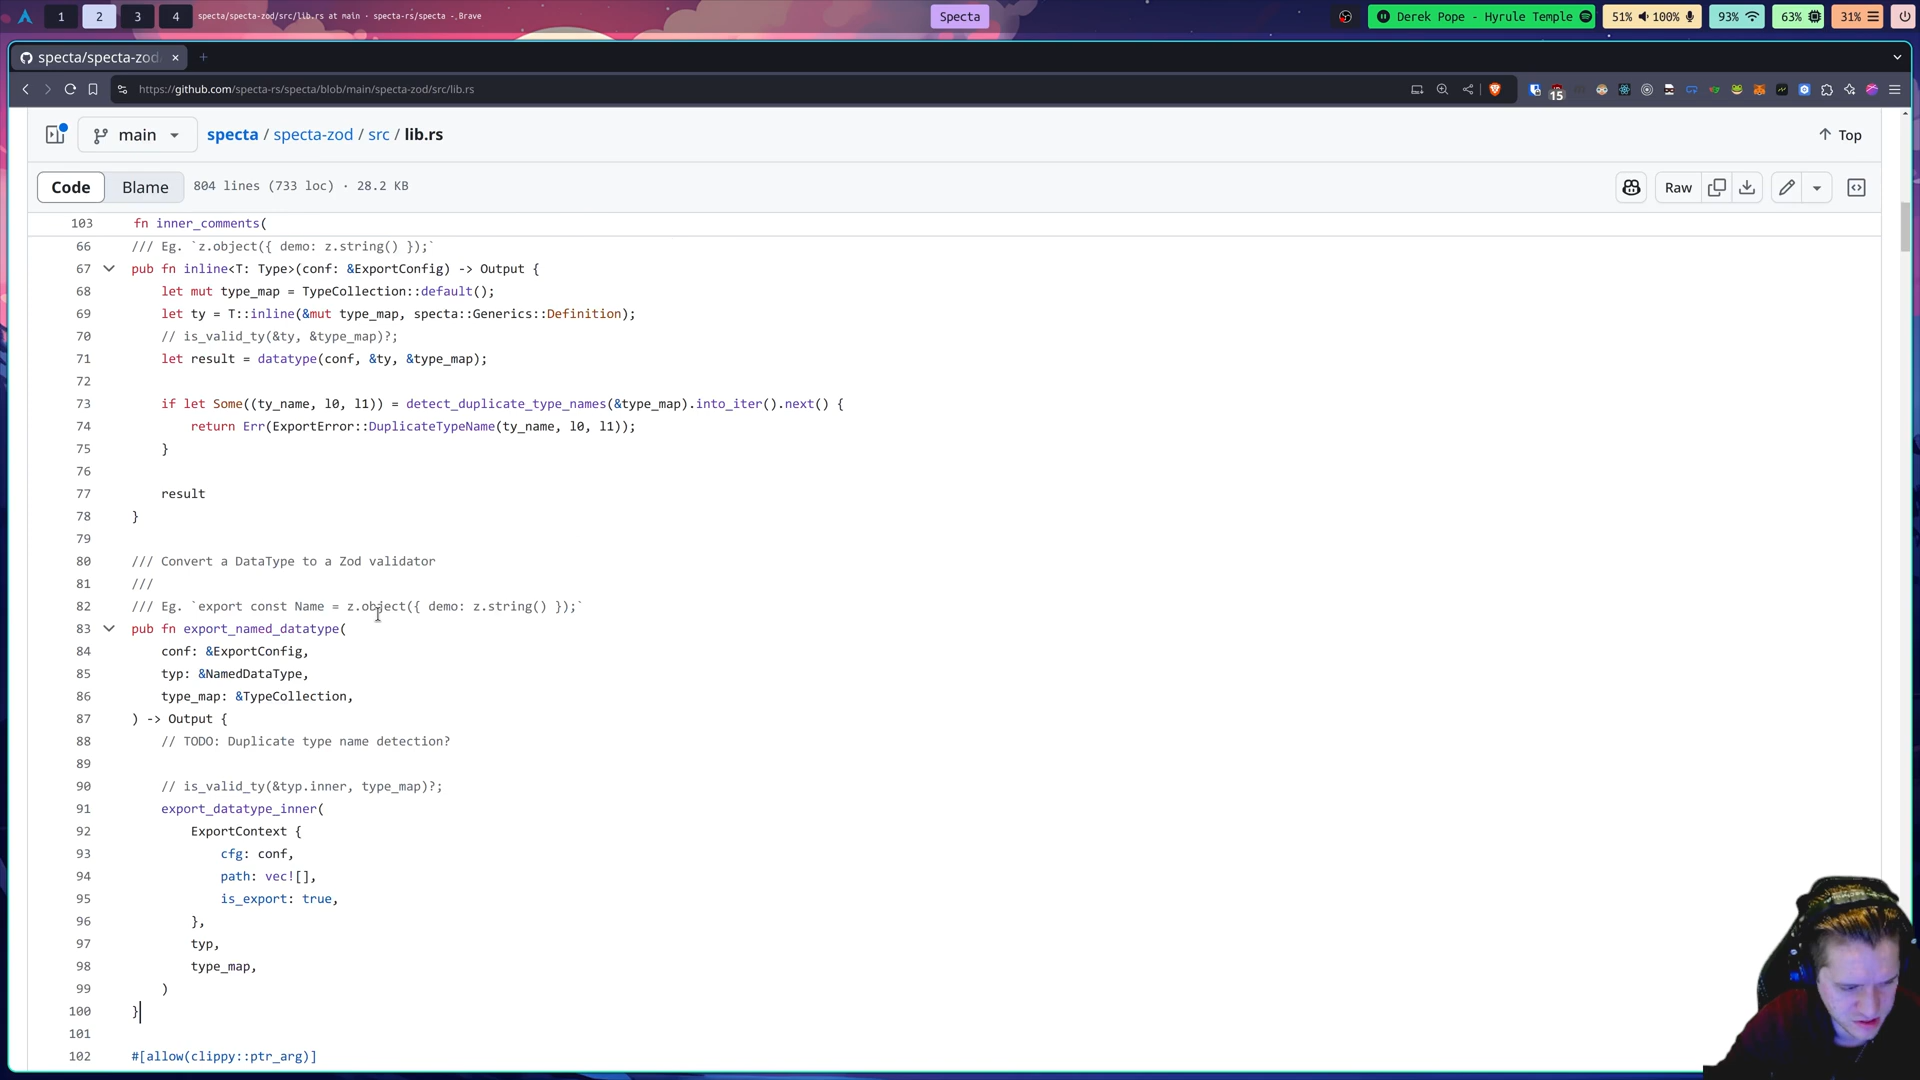 1 2 3 4 specta/specta-zod/src/lib.rs at main · specta-rs/specta - Brave Specta Derek Pope - Hyrule Temple 51% 100% 93% 63% 31%
specta/specta-zod/
https://github.com/specta-rs/specta/blob/main/specta-zod/src/lib.rs 15
main specta / specta-zod / src / lib.rs Top
Code Blame 804 lines (733 loc) · 28.2 KB Raw
103 fn inner_comments(
66 /// Eg. `z.object({ demo: z.string() });`
67 pub fn inline<T: Type>(conf: &ExportConfig) -> Output {
68 let mut type_map = TypeCollection::default();
69 let ty = T::inline(&mut type_map, specta::Generics::Definition);
70 // is_valid_ty(&ty, &type_map)?;
71 let result = datatype(conf, &ty, &type_map);
72
73 if let Some((ty_name, l0, l1)) = detect_duplicate_type_names(&type_map).into_iter().next() {
74 return Err(ExportError::DuplicateTypeName(ty_name, l0, l1));
75 }
76
77 result
78 }
79
80 /// Convert a DataType to a Zod validator
81 ///
82 /// Eg. `export const Name = z.object({ demo: z.string() });`
83 pub fn export_named_datatype(
84 conf: &ExportConfig,
85 typ: &NamedDataType,
86 type_map: &TypeCollection,
87 ) -> Output {
88 // TODO: Duplicate type name detection?
89
90 // is_valid_ty(&typ.inner, type_map)?;
91 export_datatype_inner(
92 ExportContext {
93 cfg: conf,
94 path: vec![],
95 is_export: true,
96 },
97 typ,
98 type_map,
99 )
100 }
101
102 #[allow(clippy::ptr_arg)]